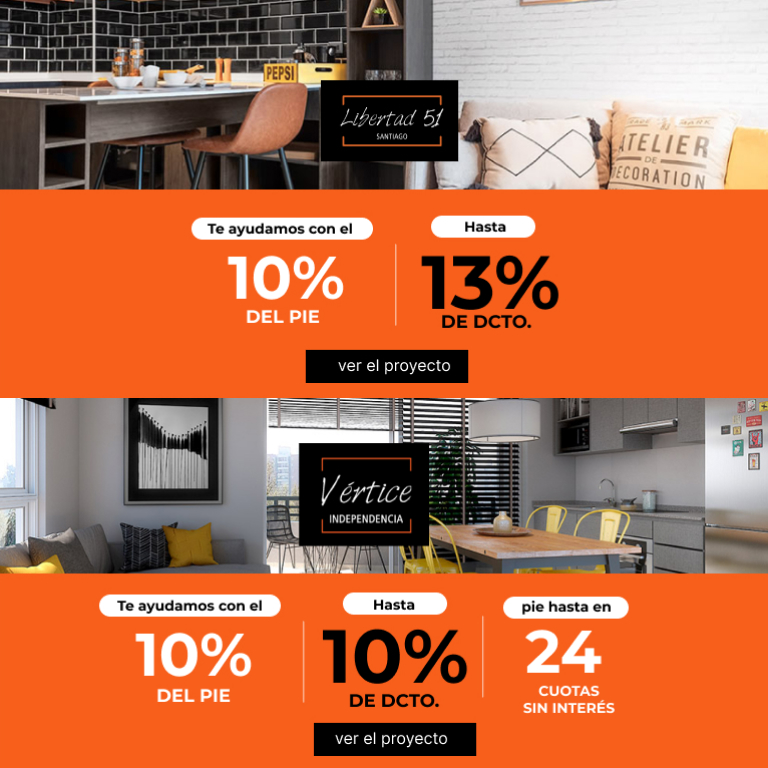 PEPSI
Libertad 51
SANTIAGO
ATELIER
DE
DECORATION
Te ayudamos con el
10%
DEL PIE
Hasta
13%
DE DCTO.
ver el proyecto
Vértice
INDEPENDENCIA
Te ayudamos con el
10%
DEL PIE
Hasta
10%
DE DCTO.
pie hasta en
24
CUOTAS
SIN INTERÉS
ver el proyecto